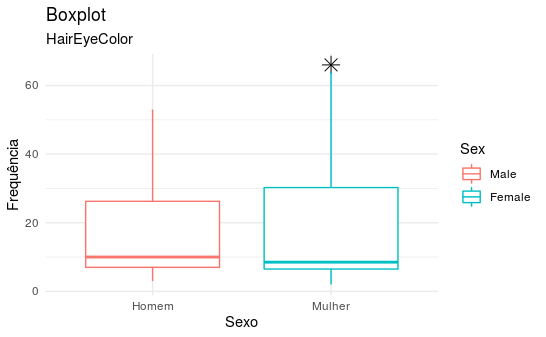 Boxplot
HairEyeColor
Frequência
60
40
20
0
Homem
Mulher
Sexo
Sex
Male
Female